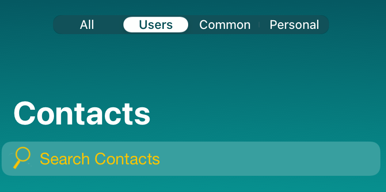 All Users Common Personal
Contacts
Search Contacts